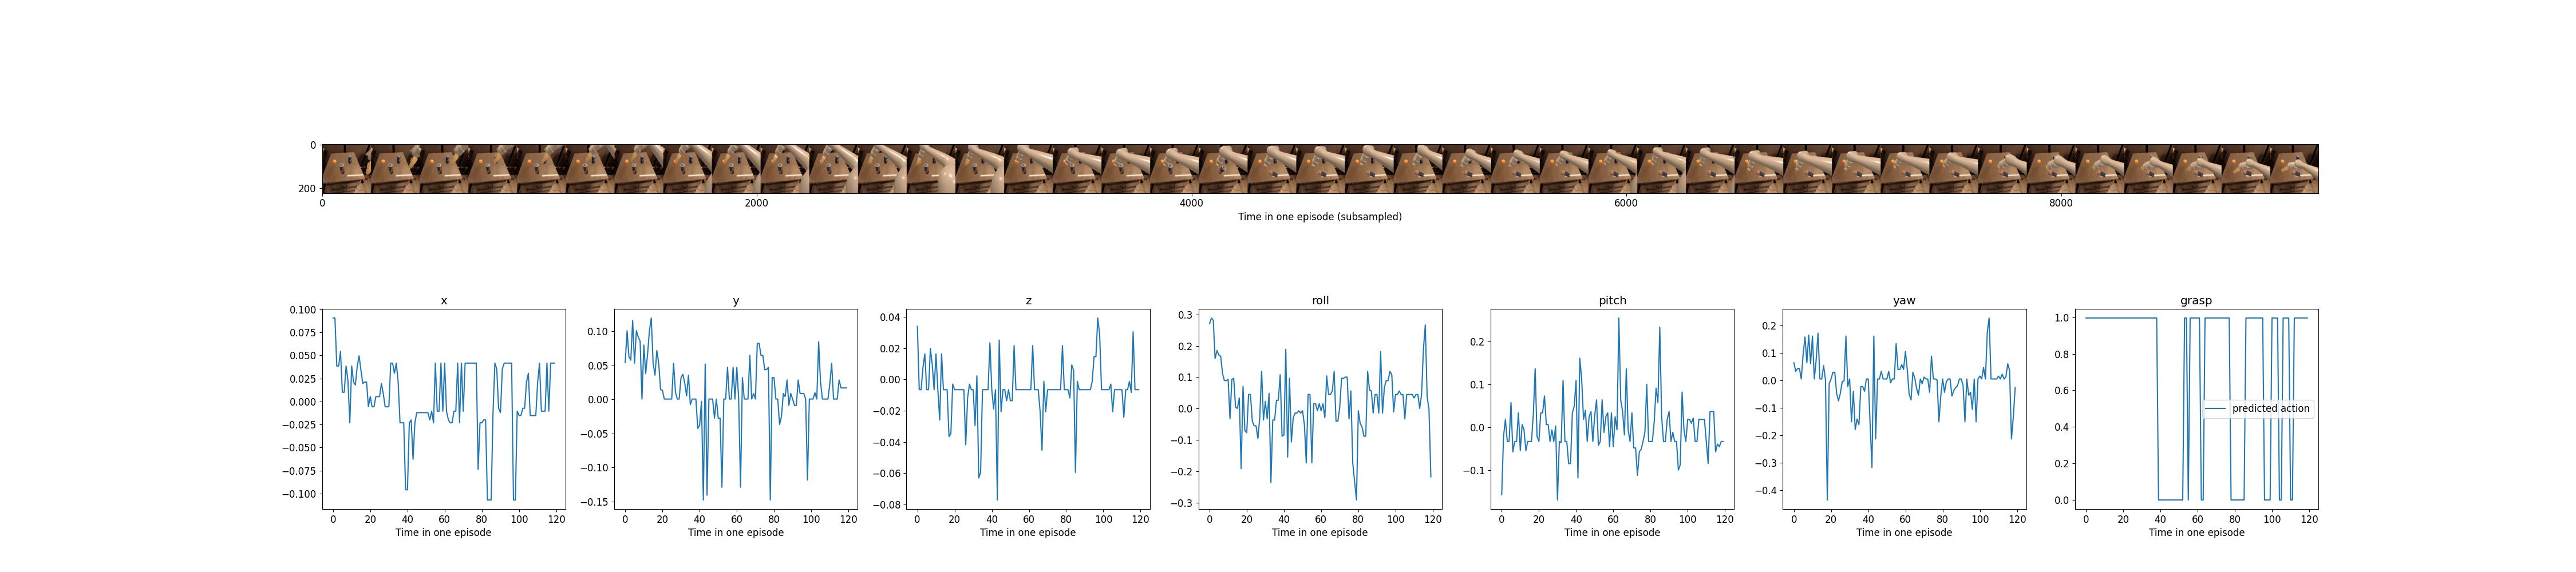 0
200
0 2000 4000 6000 8000
Time in one episode (subsampled)
x
0.100
0.075
0.050
0.025
0.000
−0.025
−0.050
−0.075
−0.100
0 20 40 60 80 100 120
Time in one episode
y
0.10
0.05
0.00
−0.05
−0.10
−0.15
0 20 40 60 80 100 120
Time in one episode
z
0.04
0.02
0.00
−0.02
−0.04
−0.06
−0.08
0 20 40 60 80 100 120
Time in one episode
roll
0.3
0.2
0.1
0.0
−0.1
−0.2
−0.3
0 20 40 60 80 100 120
Time in one episode
pitch
0.2
0.1
0.0
−0.1
0 20 40 60 80 100 120
Time in one episode
yaw
0.2
0.1
0.0
−0.1
−0.2
−0.3
−0.4
0 20 40 60 80 100 120
Time in one episode
grasp
1.0
0.8
0.6
0.4
0.2
0.0
predicted action
0 20 40 60 80 100 120
Time in one episode